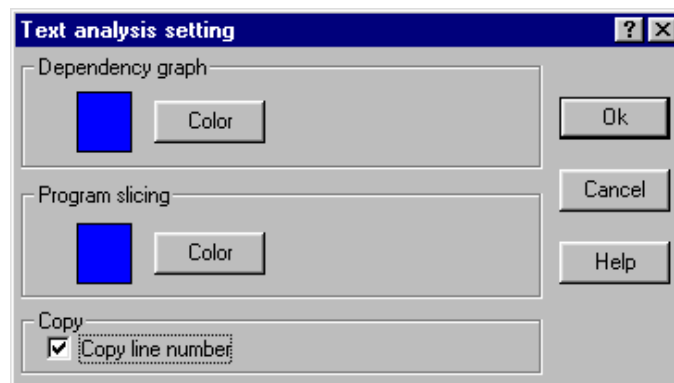 Text analysis setting
Dependency graph
Color
Ok
Program slicing
Color
Cancel
Help
Copy
Copy line number